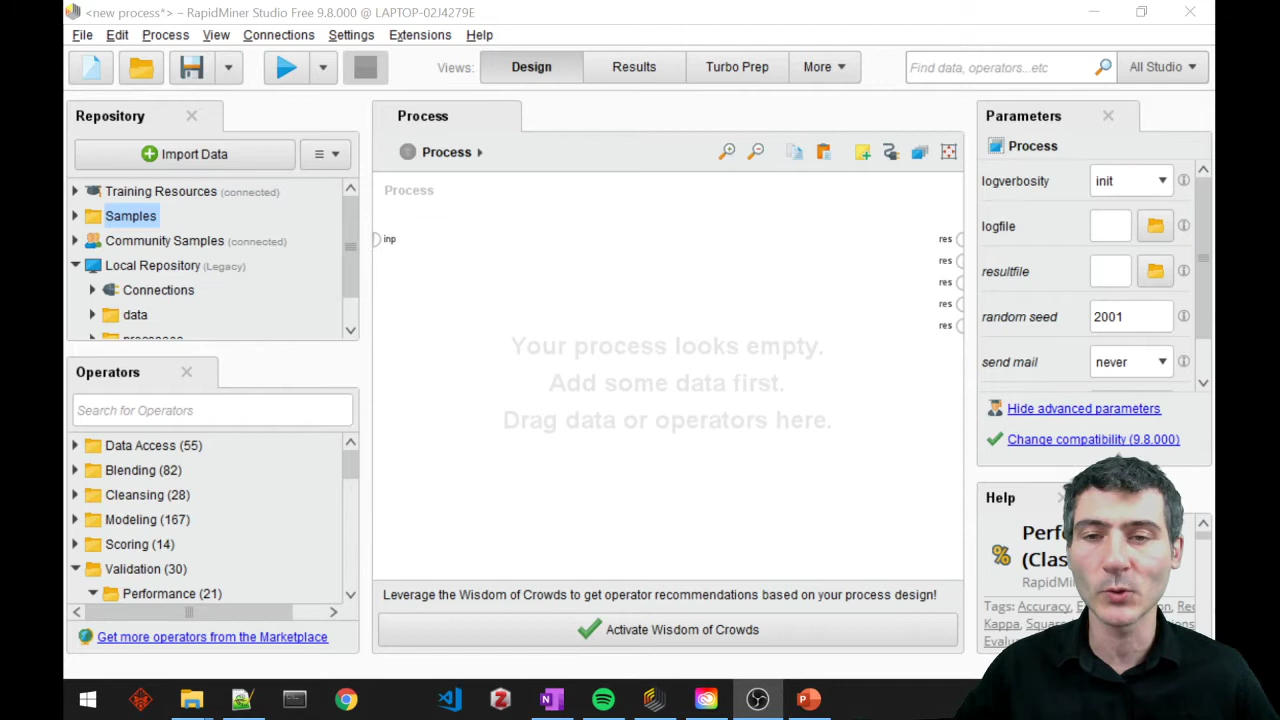 <new process*> – RapidMiner Studio Free 9.8.000 @ LAPTOP-02J4279E
File Edit Process View Connections Settings Extensions Help
Views: Design Results Turbo Prep More Find data, operators...etc All Studio
Repository
Import Data
Training Resources (connected)
Samples
Community Samples (connected)
Local Repository (Legacy)
Connections
data
Operators
Search for Operators
Data Access (55)
Blending (82)
Cleansing (28)
Modeling (167)
Scoring (14)
Validation (30)
Performance (21)
Get more operators from the Marketplace
Process
Process
Process
inp
res
res
res
res
res
Your process looks empty.
Add some data first.
Drag data or operators here.
Leverage the Wisdom of Crowds to get operator recommendations based on your process design!
Activate Wisdom of Crowds
Parameters
Process
logverbosity init
logfile
resultfile
random seed 2001
send mail never
Hide advanced parameters
Change compatibility (9.8.000)
Help
Tags: Accuracy,
Kappa,